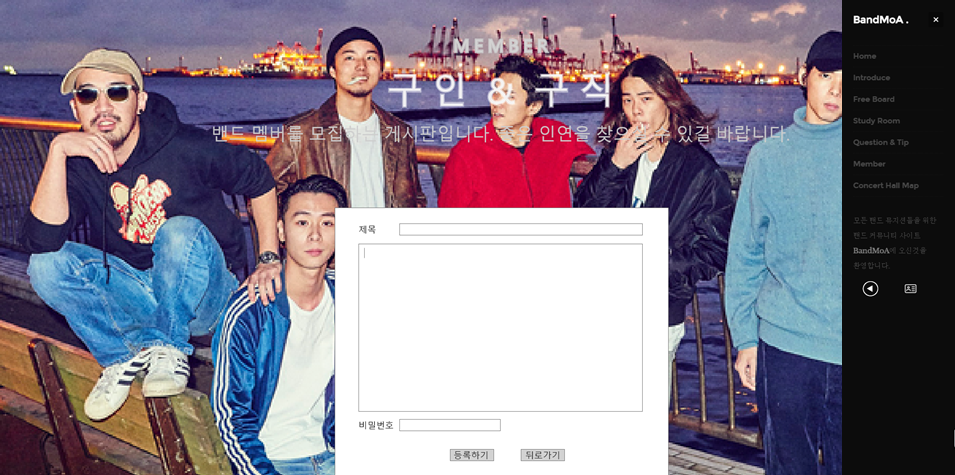 MEMBER
구인 & 구직
밴드 멤버를 모집하는 게시판입니다. 좋은 인연을 찾으실 수 있길 바랍니다.
제목
비밀번호
등록하기
뒤로가기
BandMoA .
Home
Introduce
Free Board
Study Room
Question & Tip
Member
Concert Hall Map
모든 밴드 뮤지션들을 위한
밴드 커뮤니티 사이트
BandMoA에 오신것을
환영합니다.